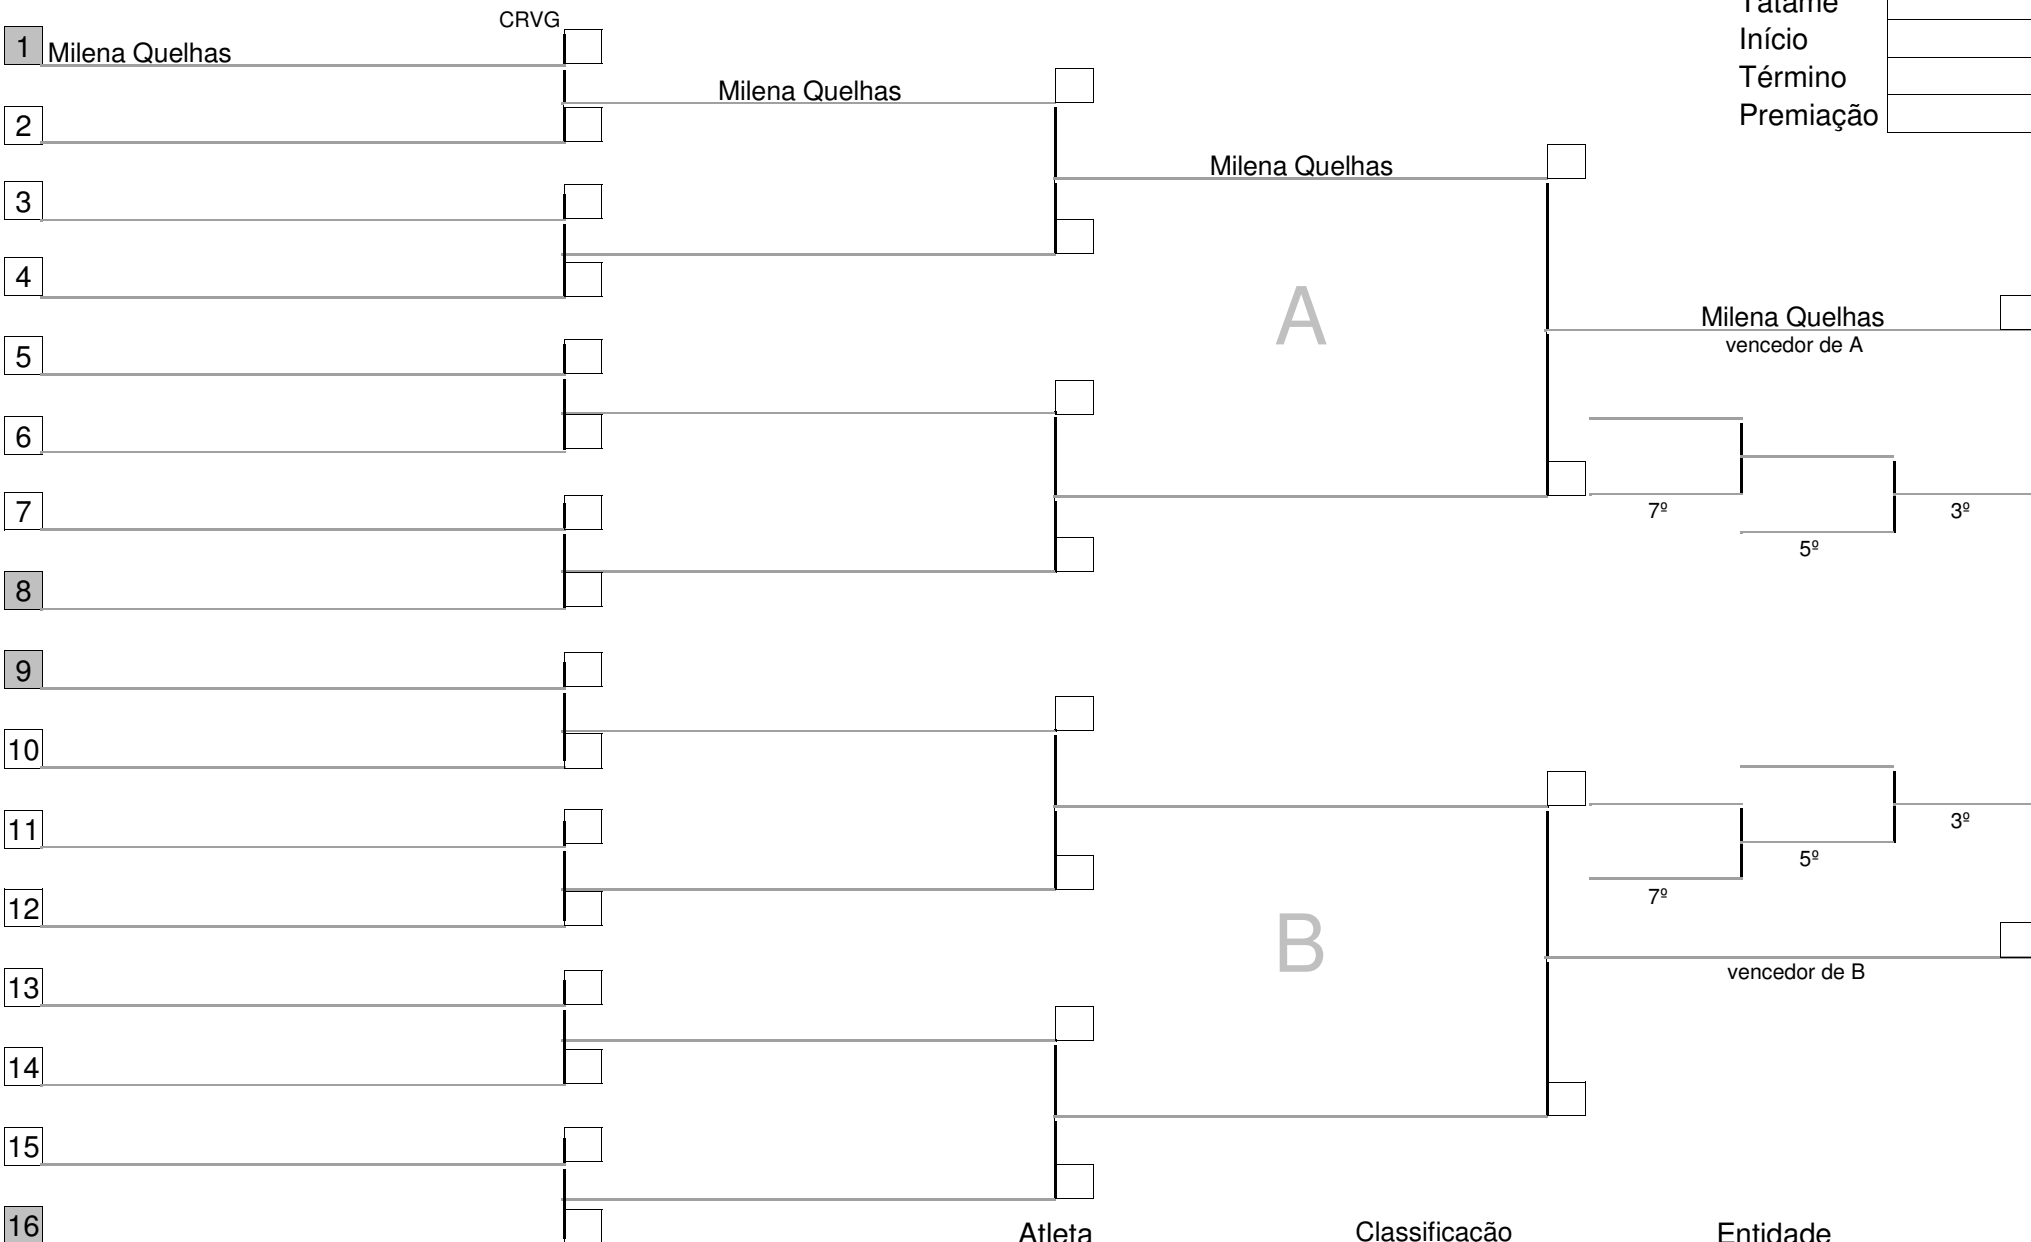 CRVG
Tatame
1 Milena Quelhas
Início
Milena Quelhas
Término
2
Premiação
Milena Quelhas
3
4
A
Milena Quelhas
vencedor de A
5
6
7
7º
3º
5º
8
9
10
11
3º
5º
7º
12
B
vencedor de B
13
14
15
16
Atleta
Classificação
Entidade